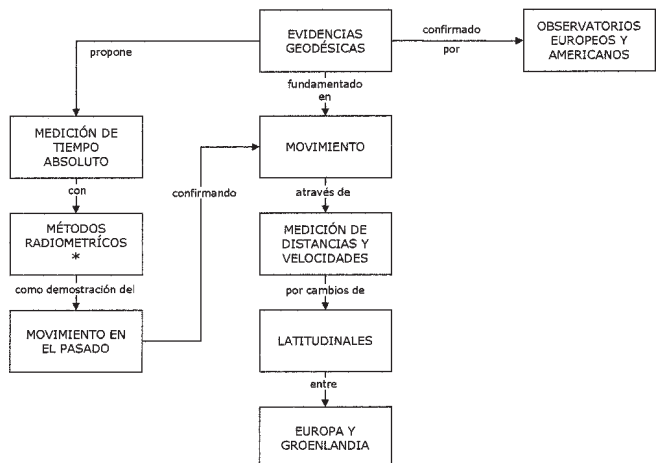 EVIDENCIAS
GEODÉSICAS
confirmado
por
OBSERVATORIOS
EUROPEOS Y
AMERICANOS
propone
fundamentado
en
MEDICIÓN DE
TIEMPO
ABSOLUTO
MOVIMIENTO
con
confirmando
através de
MÉTODOS
RADIOMETRÍCOS
*
MEDICIÓN DE
DISTANCIAS Y
VELOCIDADES
como demostración del
por cambios de
MOVIMIENTO EN
EL PASADO
LATITUDINALES
entre
EUROPA Y
GROENLANDIA